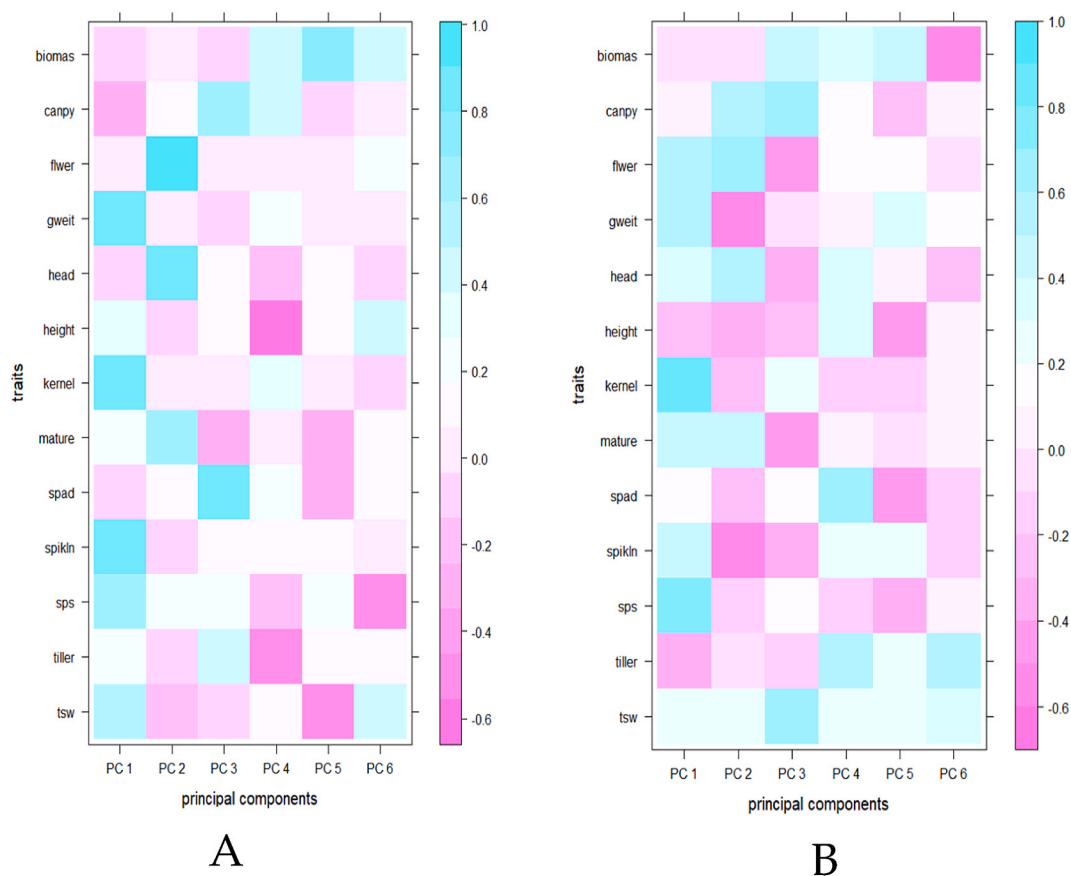 biomas
canpy
flwer
gweit
head
height
kernel
mature
spad
spikln
sps
tiller
tsw
traits
PC 1 PC 2 PC 3 PC 4 PC 5 PC 6
principal components
1.0
0.8
0.6
0.4
0.2
0.0
-0.2
-0.4
-0.6
A
biomas
canpy
flwer
gweit
head
height
kernel
mature
spad
spikln
sps
tiller
tsw
traits
PC 1 PC 2 PC 3 PC 4 PC 5 PC 6
principal components
1.0
0.8
0.6
0.4
0.2
0.0
-0.2
-0.4
-0.6
B